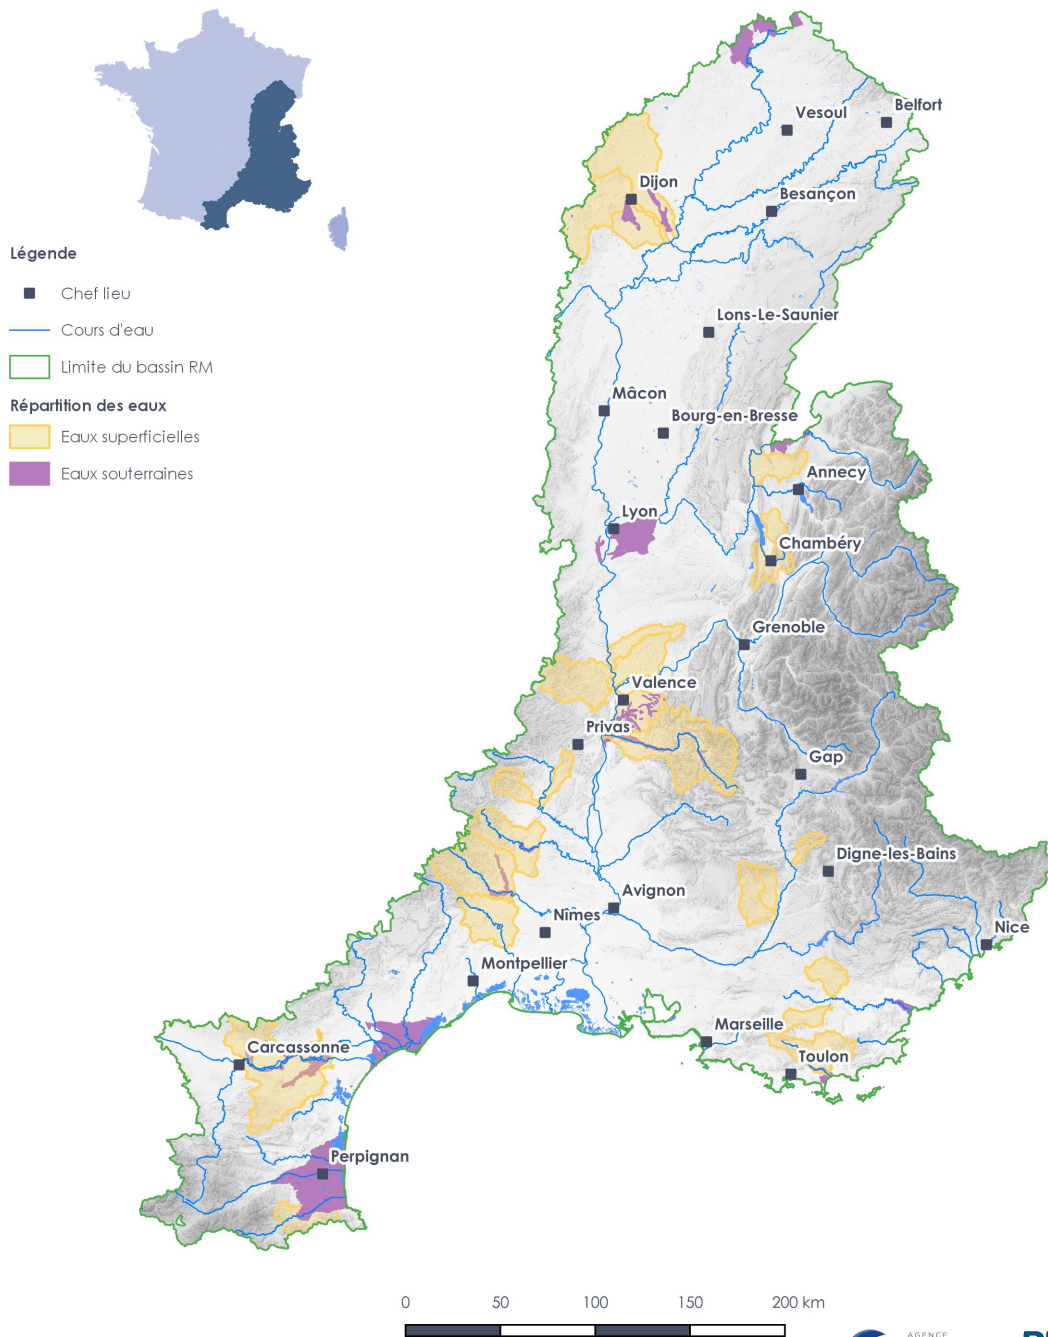 Légende
Chef lieu
Cours d'eau
Limite du bassin RM
Répartition des eaux
Eaux superficielles
Eaux souterraines
Belfort
Vesoul
Dijon
Besançon
Lons-Le-Saunier
Mâcon
Bourg-en-Bresse
Annecy
Lyon
Chambéry
Grenoble
Valence
Privas
Gap
Digne-les-Bains
Avignon
Nîmes
Nice
Montpellier
Marseille
Carcassonne
Toulon
Perpignan
0 50 100 150 200 km
AGENCE